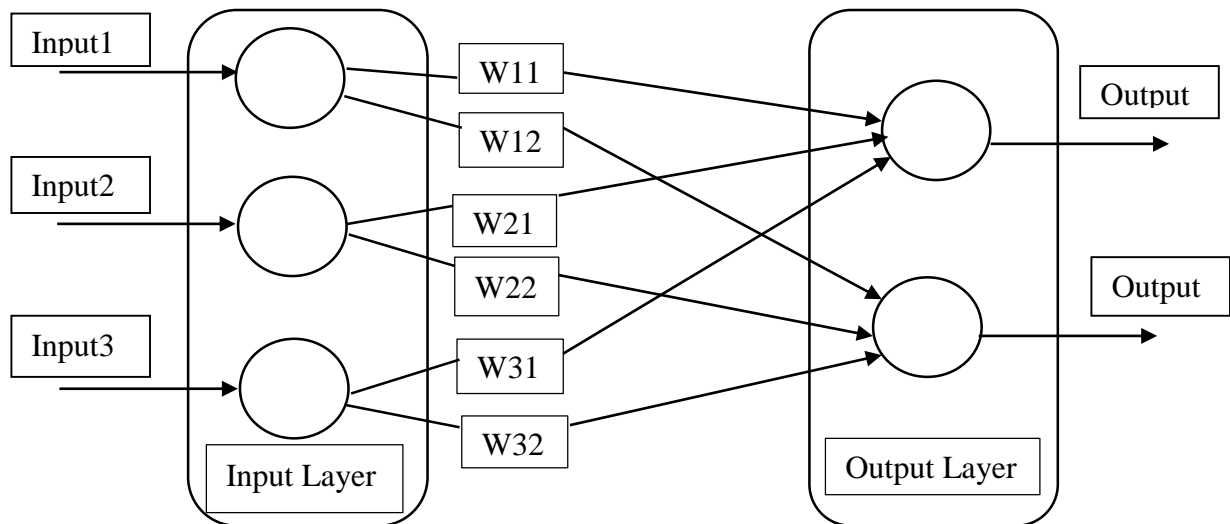 Input1
Input2
Input3
W11
W12
W21
W22
W31
W32
Input Layer
Output
Output
Output Layer